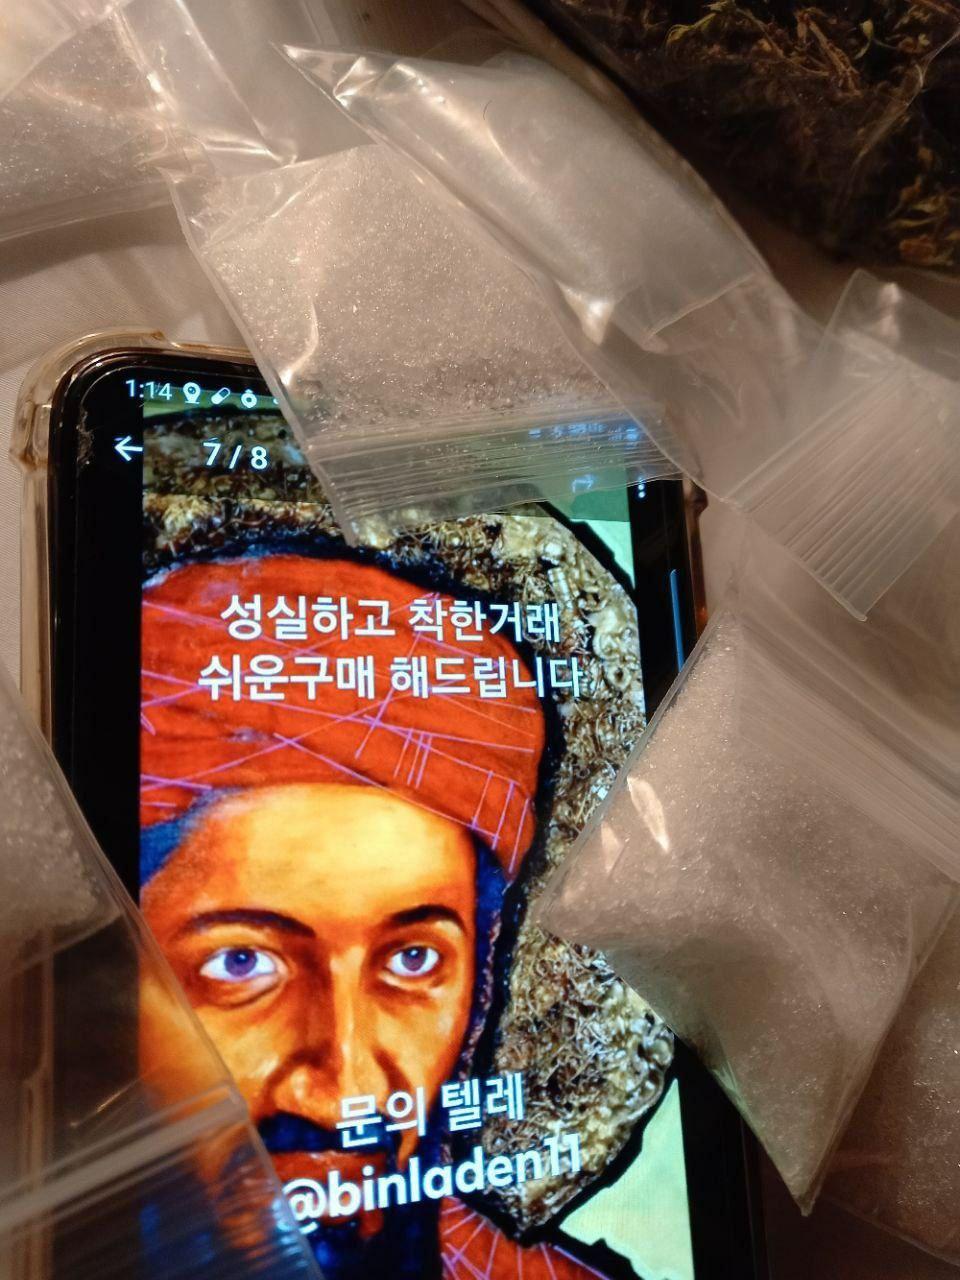 1:14
7/8
성실하고 착한거래
쉬운구매 해드립니다
문의 텔레
@binladen11